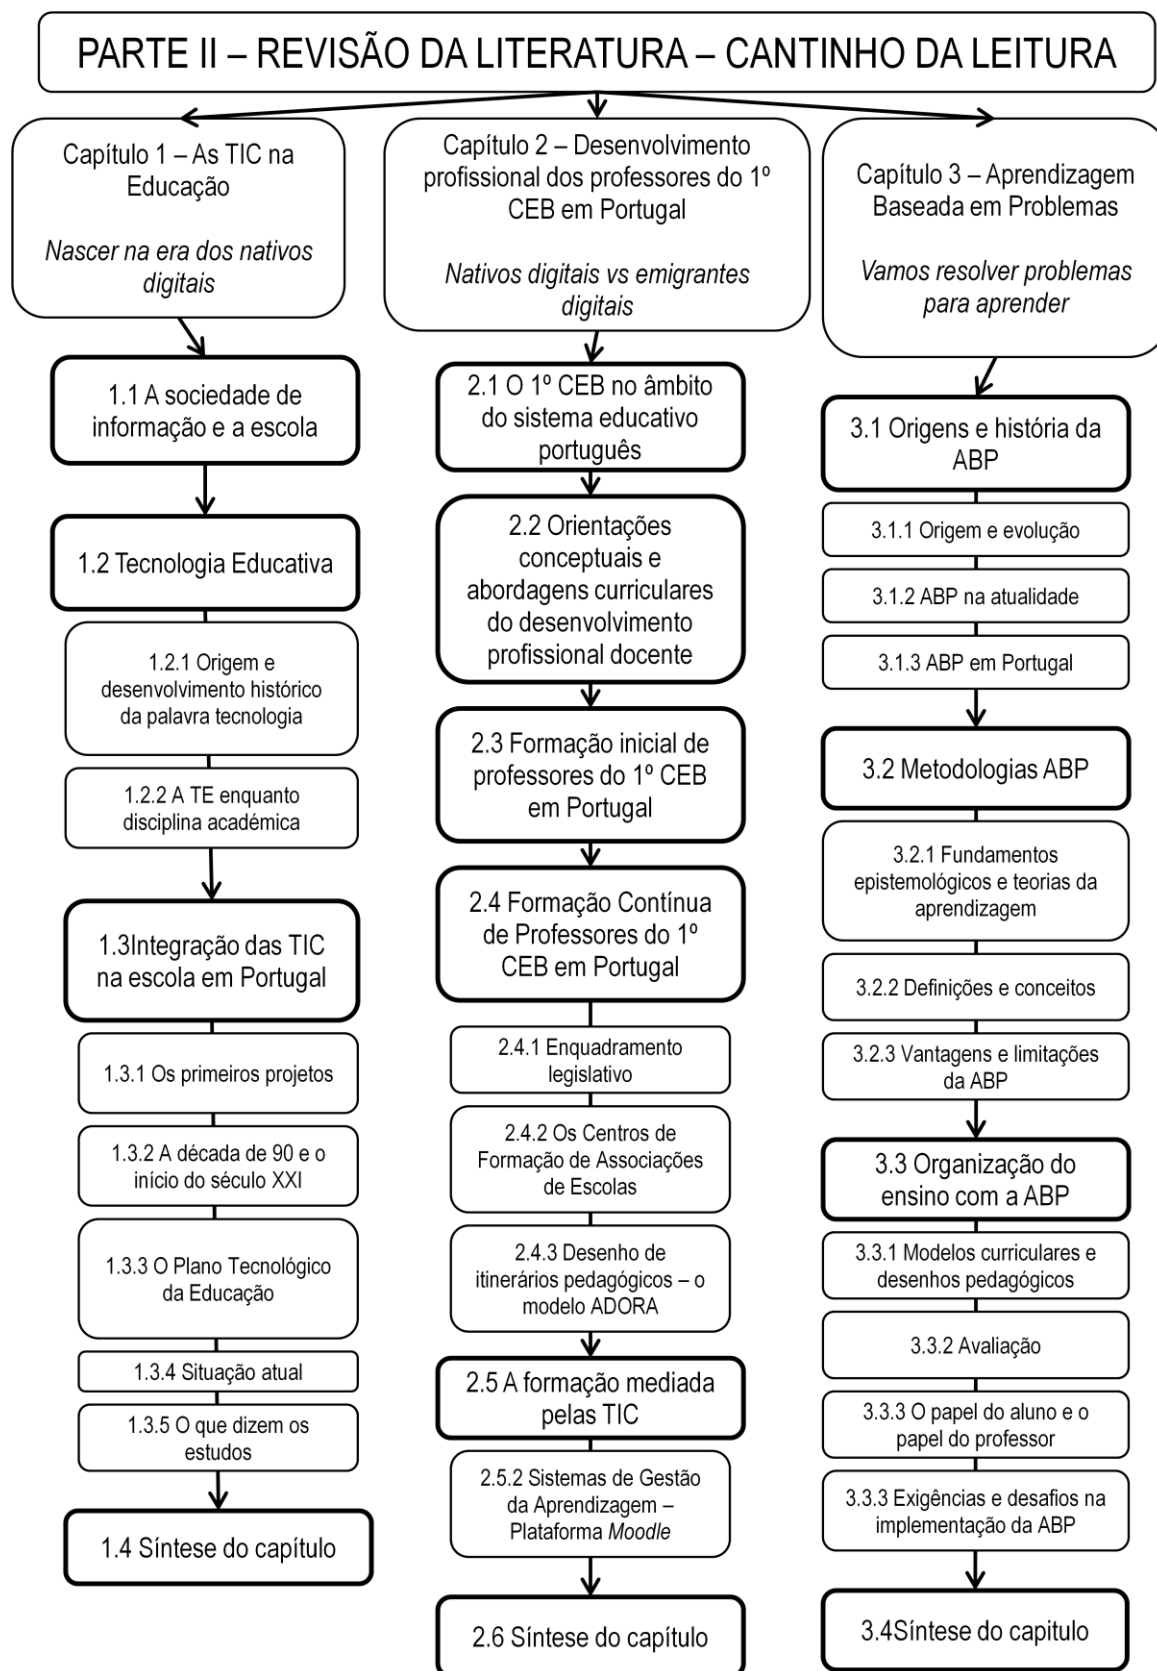 PARTE II – REVISÃO DA LITERATURA – CANTINHO DA LEITURA
Capítulo 1 – As TIC na
Educação
Nascer na era dos nativos
digitais
1.1 A sociedade de
informação e a escola
1.2 Tecnologia Educativa
1.2.1 Origem e
desenvolvimento histórico
da palavra tecnologia
1.2.2 A TE enquanto
disciplina académica
1.3Integração das TIC
na escola em Portugal
1.3.1 Os primeiros projetos
1.3.2 A década de 90 e o
início do século XXI
1.3.3 O Plano Tecnológico
da Educação
1.3.4 Situação atual
1.3.5 O que dizem os
estudos
1.4 Síntese do capítulo
Capítulo 2 – Desenvolvimento
profissional dos professores do 1º
CEB em Portugal
Nativos digitais vs emigrantes
digitais
2.1 O 1º CEB no âmbito
do sistema educativo
português
2.2 Orientações
conceptuais e
abordagens curriculares
do desenvolvimento
profissional docente
2.3 Formação inicial de
professores do 1º CEB
em Portugal
2.4 Formação Contínua
de Professores do 1º
CEB em Portugal
2.4.1 Enquadramento
legislativo
2.4.2 Os Centros de
Formação de Associações
de Escolas
2.4.3 Desenho de
itinerários pedagógicos – o
modelo ADORA
2.5 A formação mediada
pelas TIC
2.5.2 Sistemas de Gestão
da Aprendizagem –
Plataforma Moodle
2.6 Síntese do capítulo
Capítulo 3 – Aprendizagem
Baseada em Problemas
Vamos resolver problemas
para aprender
3.1 Origens e história da
ABP
3.1.1 Origem e evolução
3.1.2 ABP na atualidade
3.1.3 ABP em Portugal
3.2 Metodologias ABP
3.2.1 Fundamentos
epistemológicos e teorias da
aprendizagem
3.2.2 Definições e conceitos
3.2.3 Vantagens e limitações
da ABP
3.3 Organização do
ensino com a ABP
3.3.1 Modelos curriculares e
desenhos pedagógicos
3.3.2 Avaliação
3.3.3 O papel do aluno e o
papel do professor
3.3.3 Exigências e desafios na
implementação da ABP
3.4Síntese do capitulo